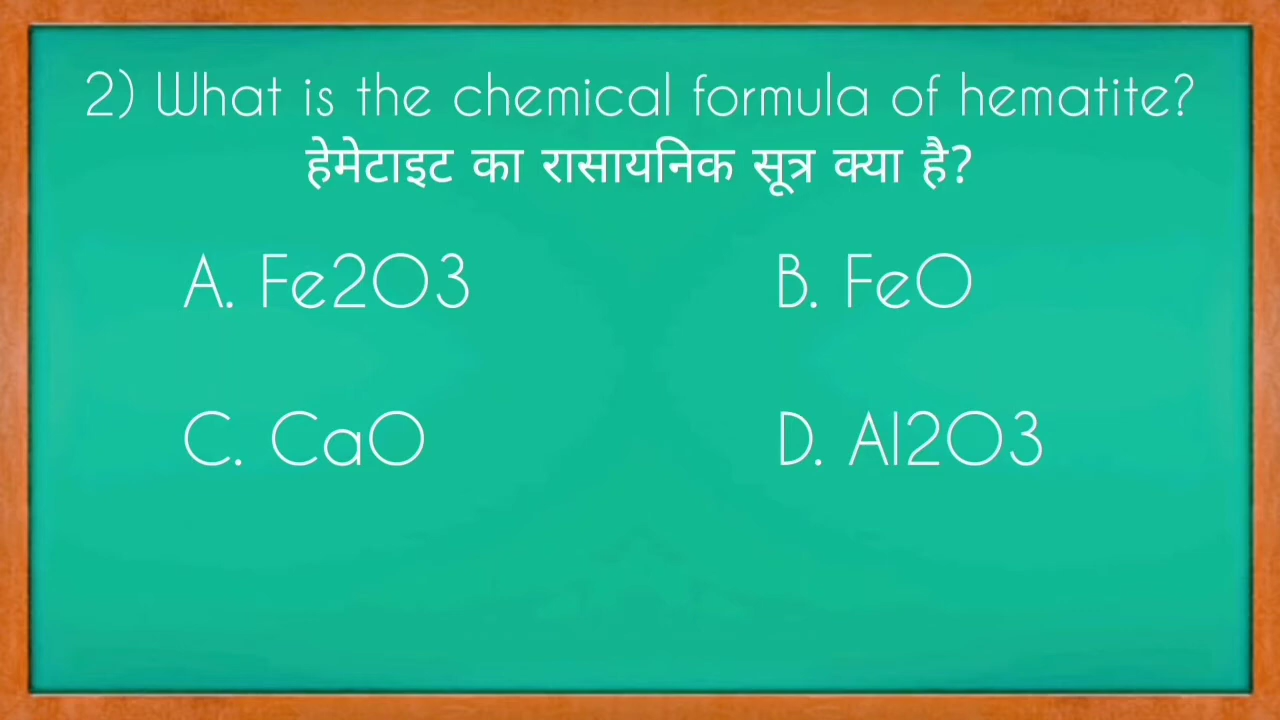 2) What is the chemical formula of hematite?
हेमेटाइट का रासायनिक सूत्र क्या है?
A. Fe2O3 B. FeO
C. CaO D. Al2O3